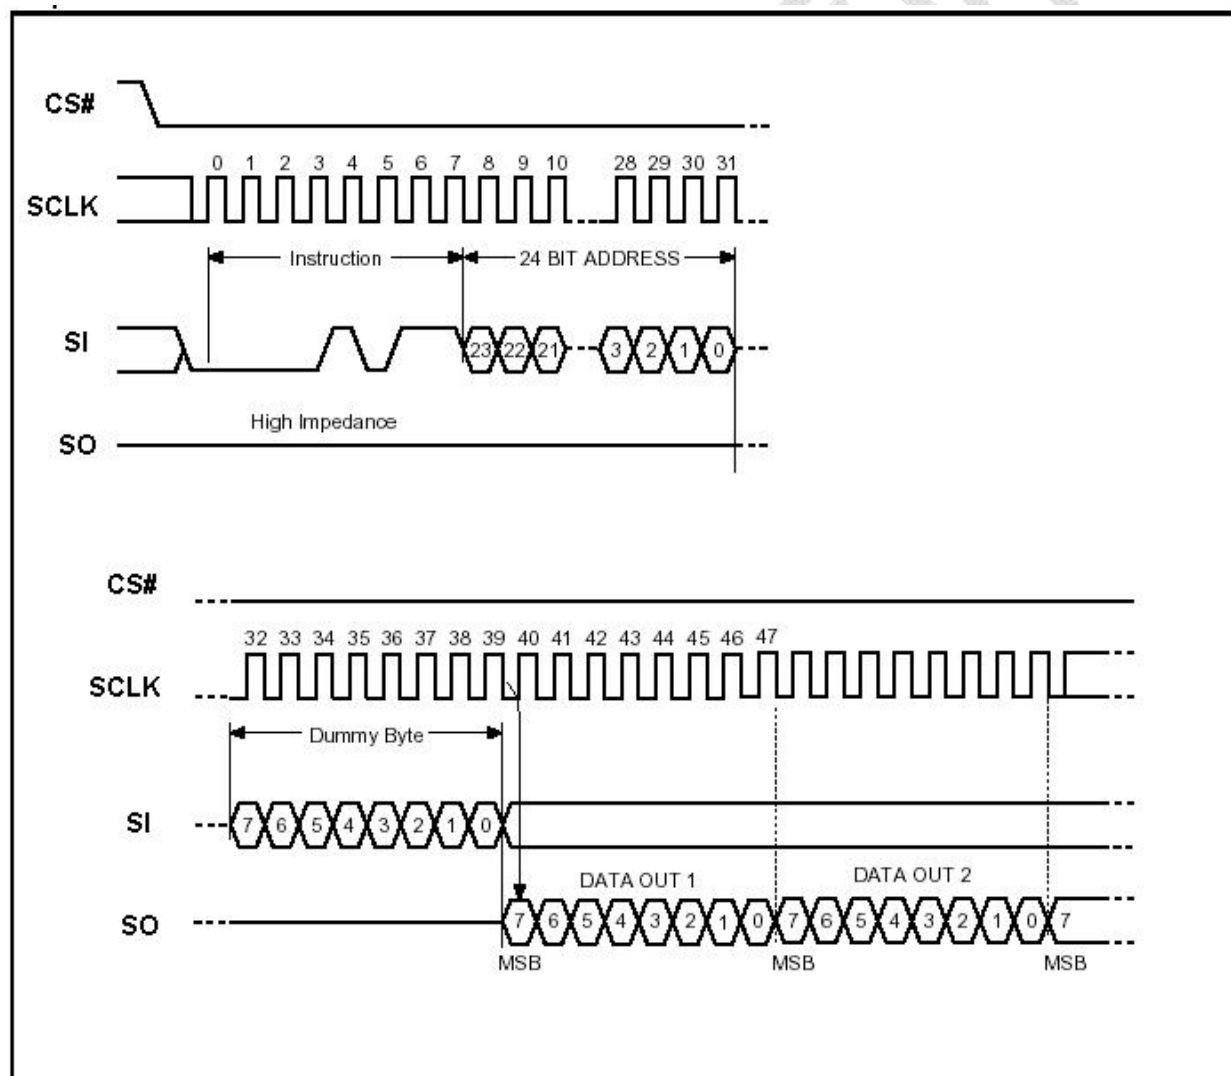 CS#
0 1 2 3 4 5 6 7 8 9 10 28 29 30 31
SCLK
Instruction 24 BIT ADDRESS
SI 23 22 21 3 2 1 0
High Impedance
SO
CS#
32 33 34 35 36 37 38 39 40 41 42 43 44 45 46 47
SCLK
Dummy Byte
SI 7 6 5 4 3 2 1 0
DATA OUT 1 DATA OUT 2
SO 7 6 5 4 3 2 1 0 7 6 5 4 3 2 1 0 7
MSB MSB MSB